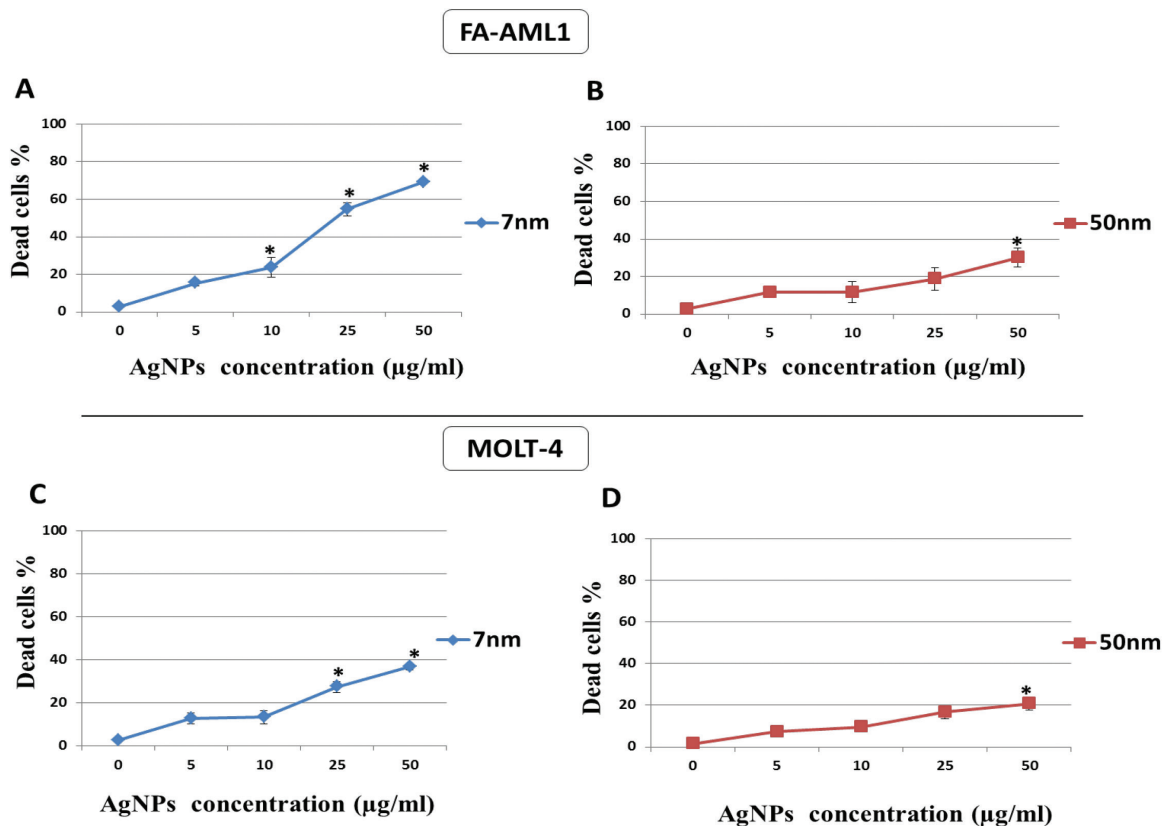 FA-AML1
A
100
80
60
40
20
0
Dead cells %
*
*
*
7nm
0 5 10 25 50
AgNPs concentration (µg/ml)
B
100
80
60
40
20
0
Dead cells %
*
50nm
0 5 10 25 50
AgNPs concentration (µg/ml)
MOLT-4
C
100
80
60
40
20
0
Dead cells %
*
*
7nm
0 5 10 25 50
AgNPs concentration (µg/ml)
D
100
80
60
40
20
0
Dead cells %
*
50nm
0 5 10 25 50
AgNPs concentration (µg/ml)